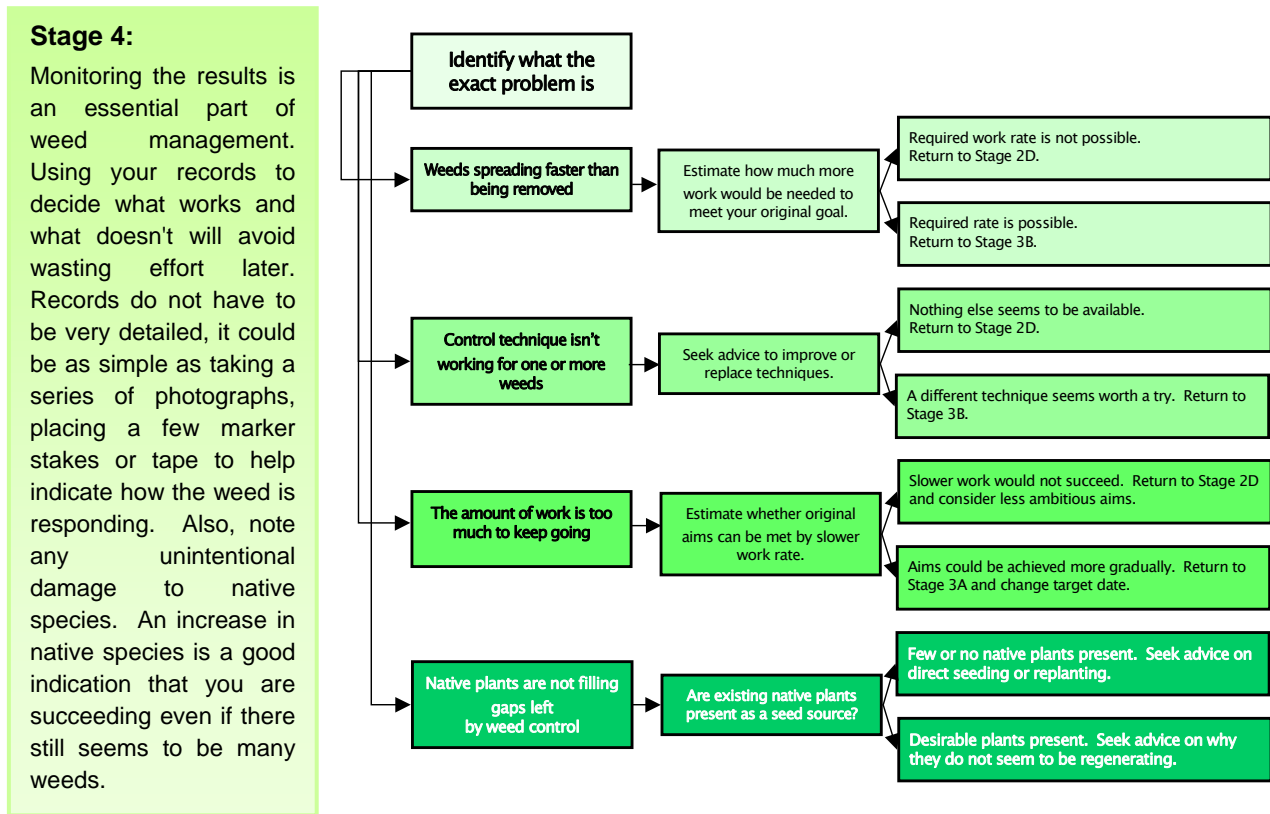 Stage 4:
Monitoring the results is
an essential part of
weed management.
Using your records to
decide what works and
what doesn't will avoid
wasting effort later.
Records do not have to
be very detailed, it could
be as simple as taking a
series of photographs,
placing a few marker
stakes or tape to help
indicate how the weed is
responding. Also, note
any unintentional
damage to native
species. An increase in
native species is a good
indication that you are
succeeding even if there
still seems to be many
weeds.
Identify what the
exact problem is
Weeds spreading faster than
being removed
Estimate how much more
work would be needed to
meet your original goal.
Required work rate is not possible.
Return to Stage 2D.
Required rate is possible.
Return to Stage 3B.
Control technique isn't
working for one or more
weeds
Seek advice to improve or
replace techniques.
Nothing else seems to be available.
Return to Stage 2D.
A different technique seems worth a try. Return to
Stage 3B.
The amount of work is too
much to keep going
Estimate whether original
aims can be met by slower
work rate.
Slower work would not succeed. Return to Stage 2D
and consider less ambitious aims.
Aims could be achieved more gradually. Return to
Stage 3A and change target date.
Native plants are not filling
gaps left
by weed control
Are existing native plants
present as a seed source?
Few or no native plants present. Seek advice on
direct seeding or replanting.
Desirable plants present. Seek advice on why
they do not seem to be regenerating.